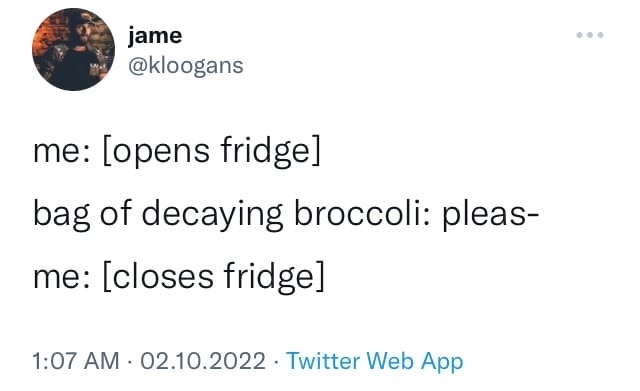 jame
@kloogans
me: [opens fridge]
bag of decaying broccoli: pleas-
me: [closes fridge]
1:07 AM · 02.10.2022 · Twitter Web App